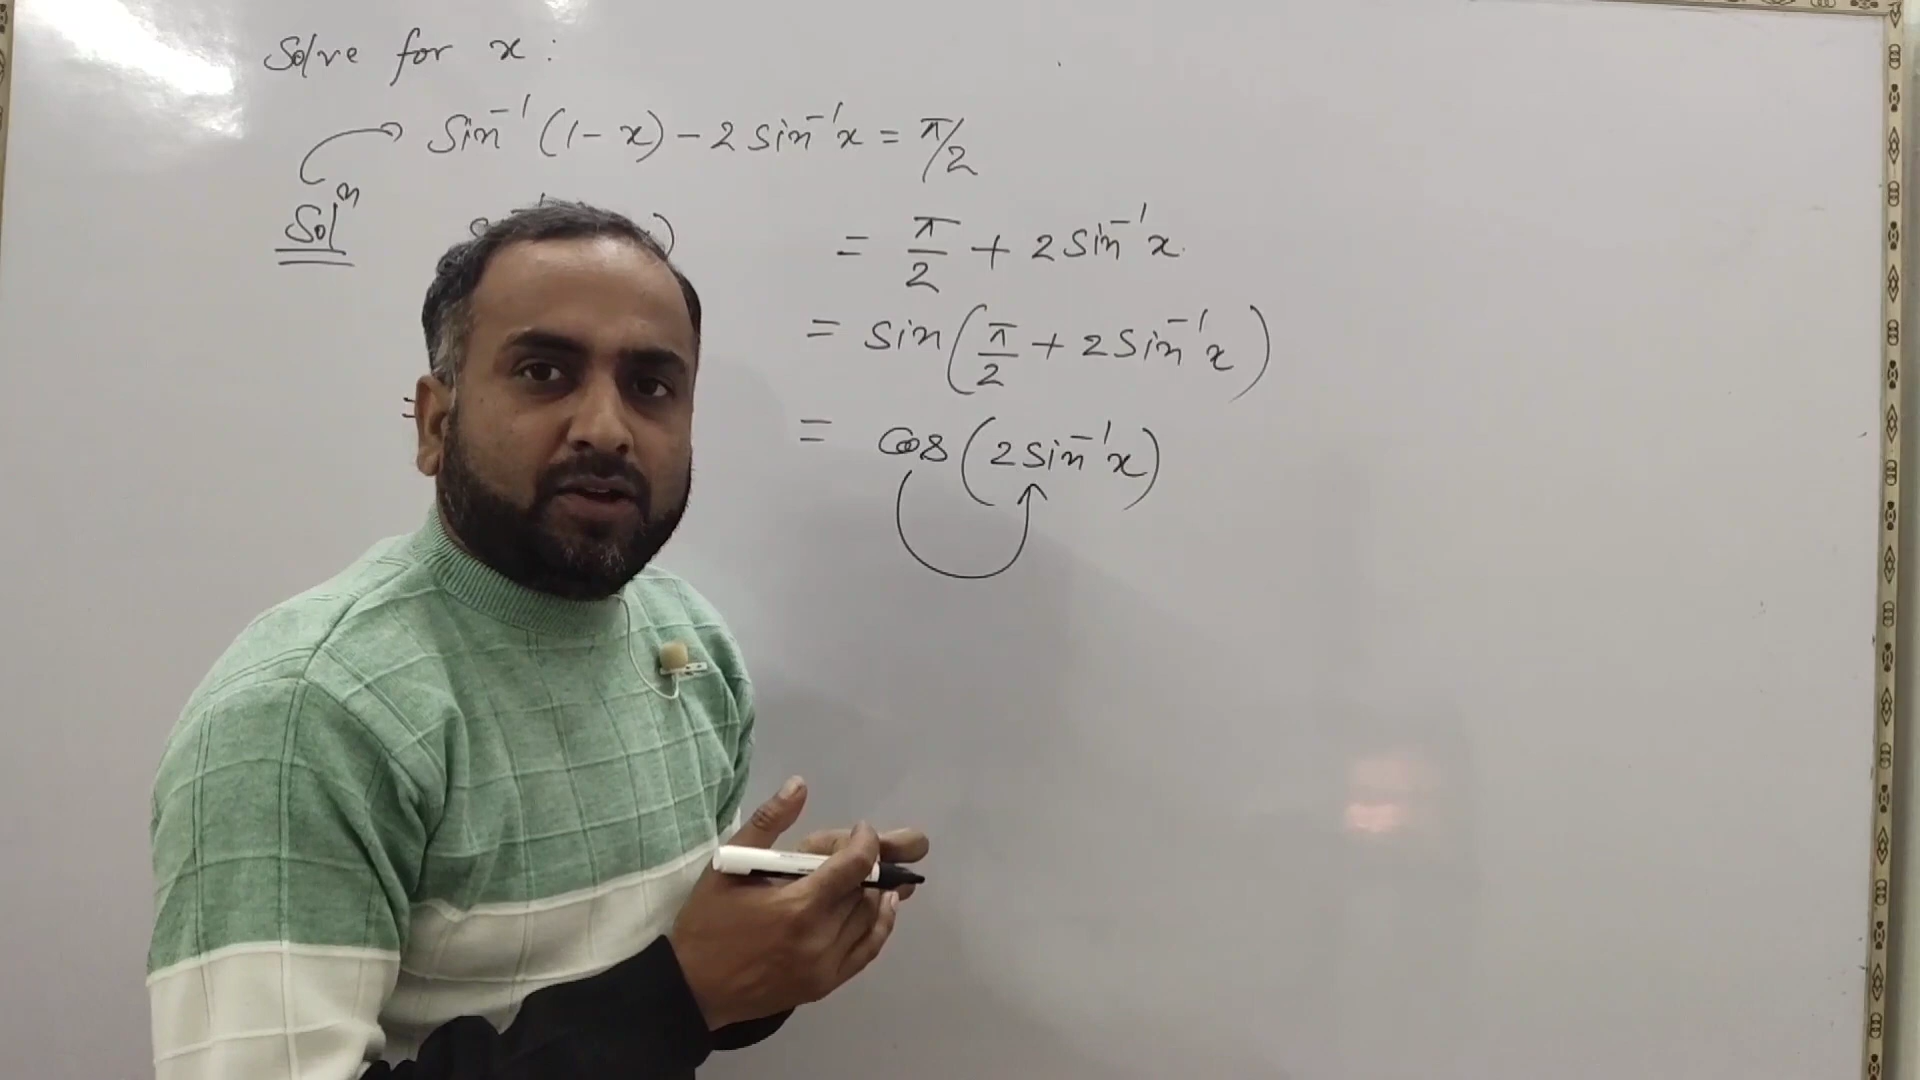 Solve for x :
Sin⁻¹(1-x) - 2 sin⁻¹x = π/2
Solⁿ ) = π/2 + 2 Sin⁻¹x.
= sin(π/2 + 2 Sin⁻¹x)
= = cos(2 sin⁻¹x)